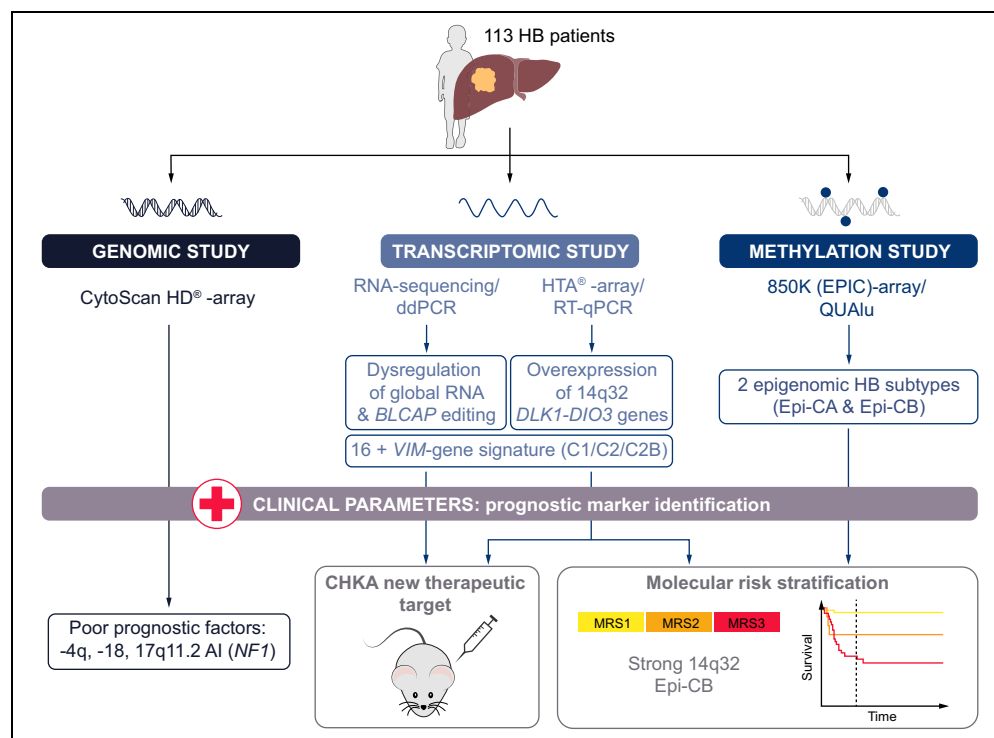 113 HB patients
GENOMIC STUDY
CytoScan HD® -array
TRANSCRIPTOMIC STUDY
RNA-sequencing/
ddPCR
HTA® -array/
RT-qPCR
Dysregulation
of global RNA
& BLCAP editing
Overexpression
of 14q32
DLK1-DIO3 genes
16 + VIM-gene signature (C1/C2/C2B)
METHYLATION STUDY
850K (EPIC)-array/
QUAlu
2 epigenomic HB subtypes
(Epi-CA & Epi-CB)
CLINICAL PARAMETERS: prognostic marker identification
Poor prognostic factors:
-4q, -18, 17q11.2 AI (NF1)
CHKA new therapeutic
target
Molecular risk stratification
MRS1 MRS2 MRS3
Strong 14q32
Epi-CB
Survival
Time